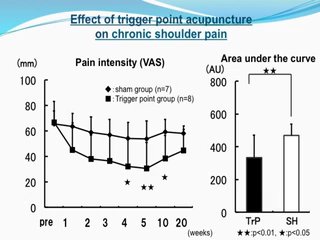 Effect of trigger point acupuncture
on chronic shoulder pain
(mm)
Pain intensity (VAS)
◆:sham group (n=7)
■:Trigger point group (n=8)
100
80
60
40
20
0
★
★★
★
pre 1 2 3 4 5 10 20
(weeks)
Area under the curve
(AU)
★★
800
600
400
200
0
TrP SH
★★:p<0.01, ★:p<0.05